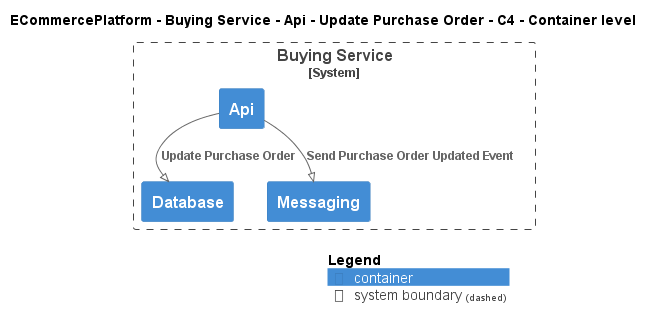 ECommercePlatform - Buying Service - Api - Update Purchase Order - C4 - Container level
Buying Service
[System]
Api
Update Purchase Order
Send Purchase Order Updated Event
Database
Messaging
Legend
container
system boundary (dashed)